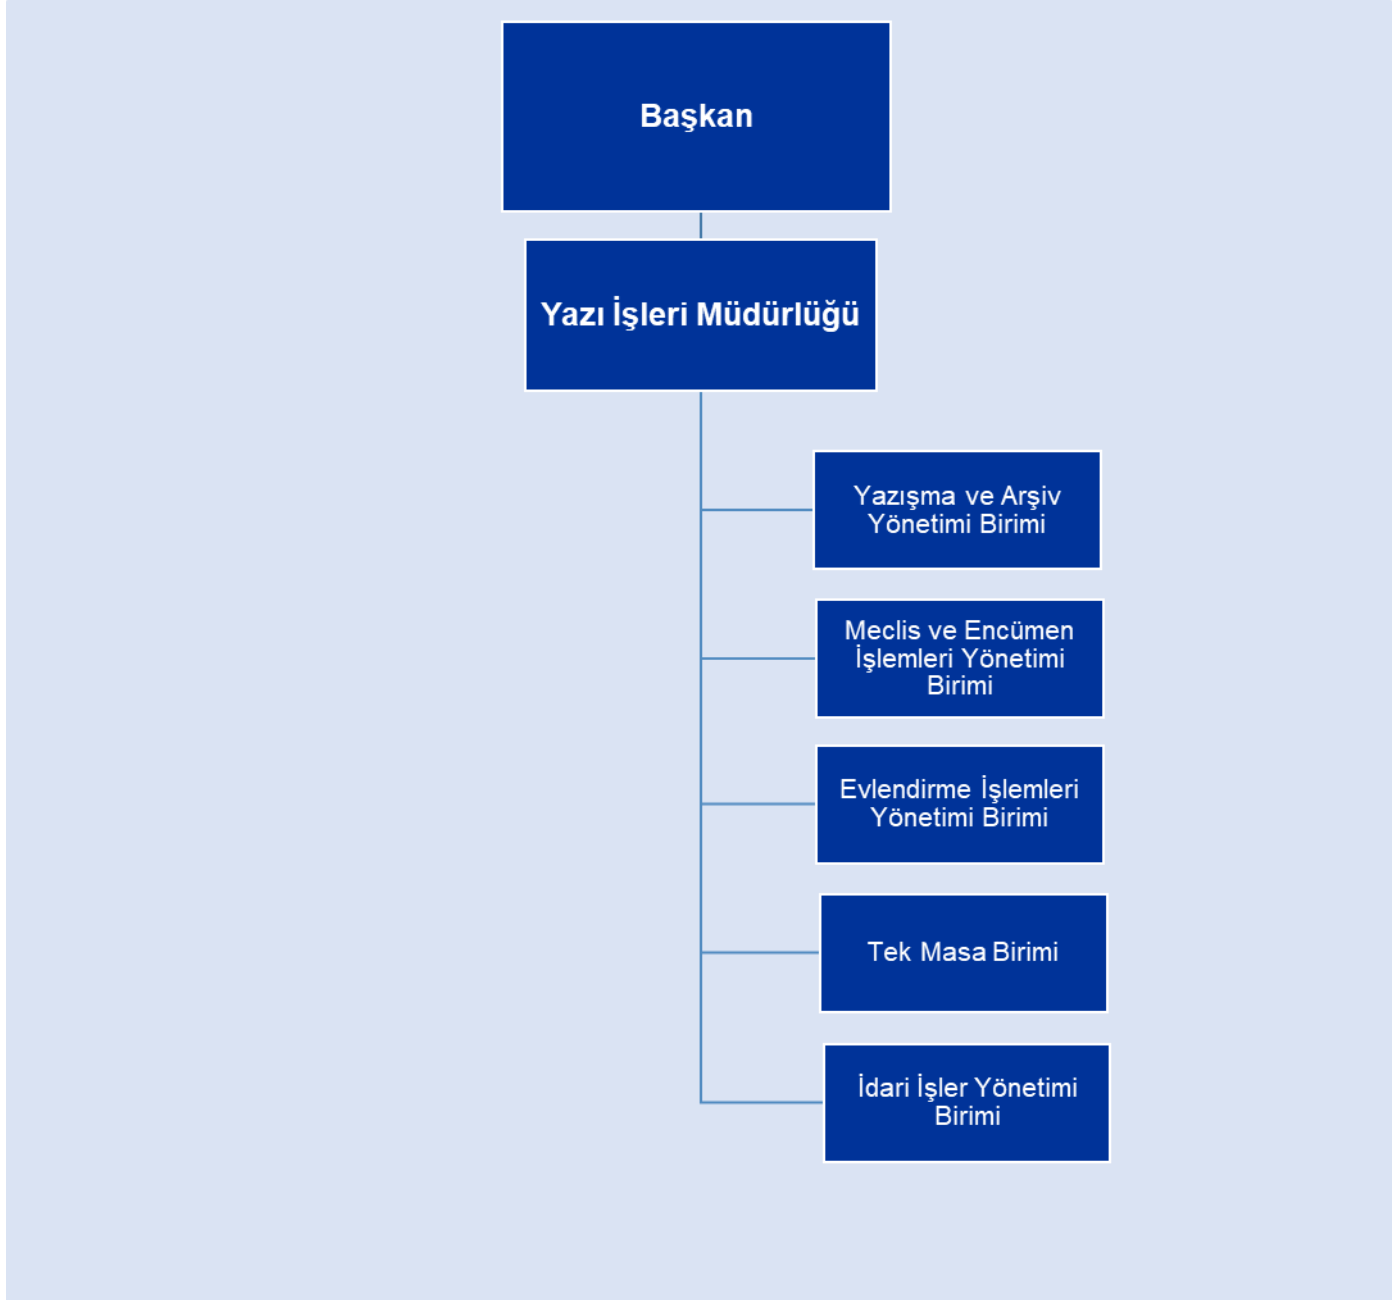 Başkan
Yazı İşleri Müdürlüğü
Yazışma ve Arşiv
Yönetimi Birimi
Meclis ve Encümen
İşlemleri Yönetimi
Birimi
Evlendirme İşlemleri
Yönetimi Birimi
Tek Masa Birimi
İdari İşler Yönetimi
Birimi